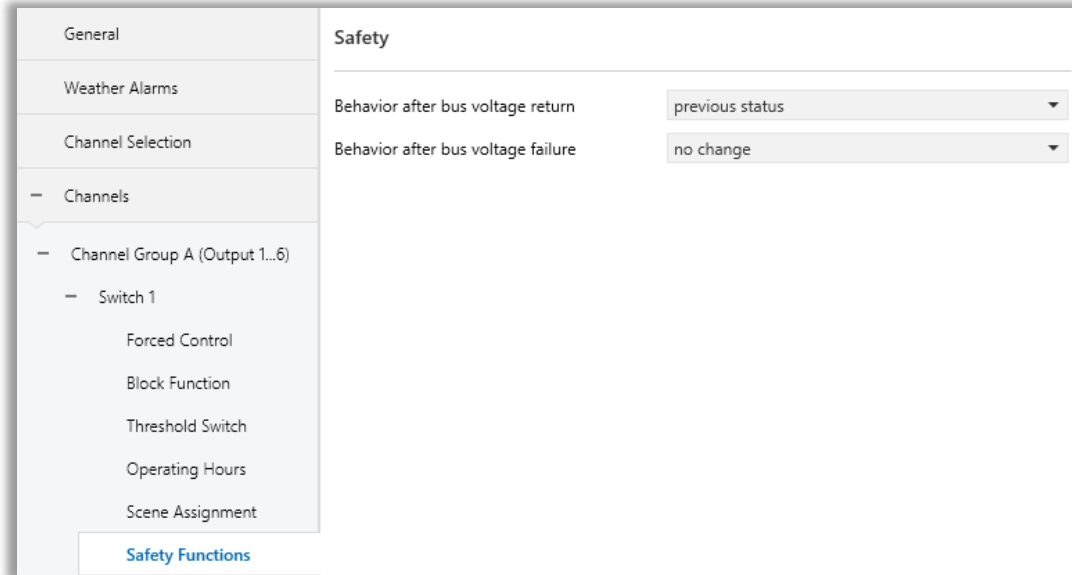 General
Weather Alarms
Channel Selection
Channels
Channel Group A (Output 1...6)
Switch 1
Forced Control
Block Function
Threshold Switch
Operating Hours
Scene Assignment
Safety Functions
Safety
Behavior after bus voltage return previous status
Behavior after bus voltage failure no change